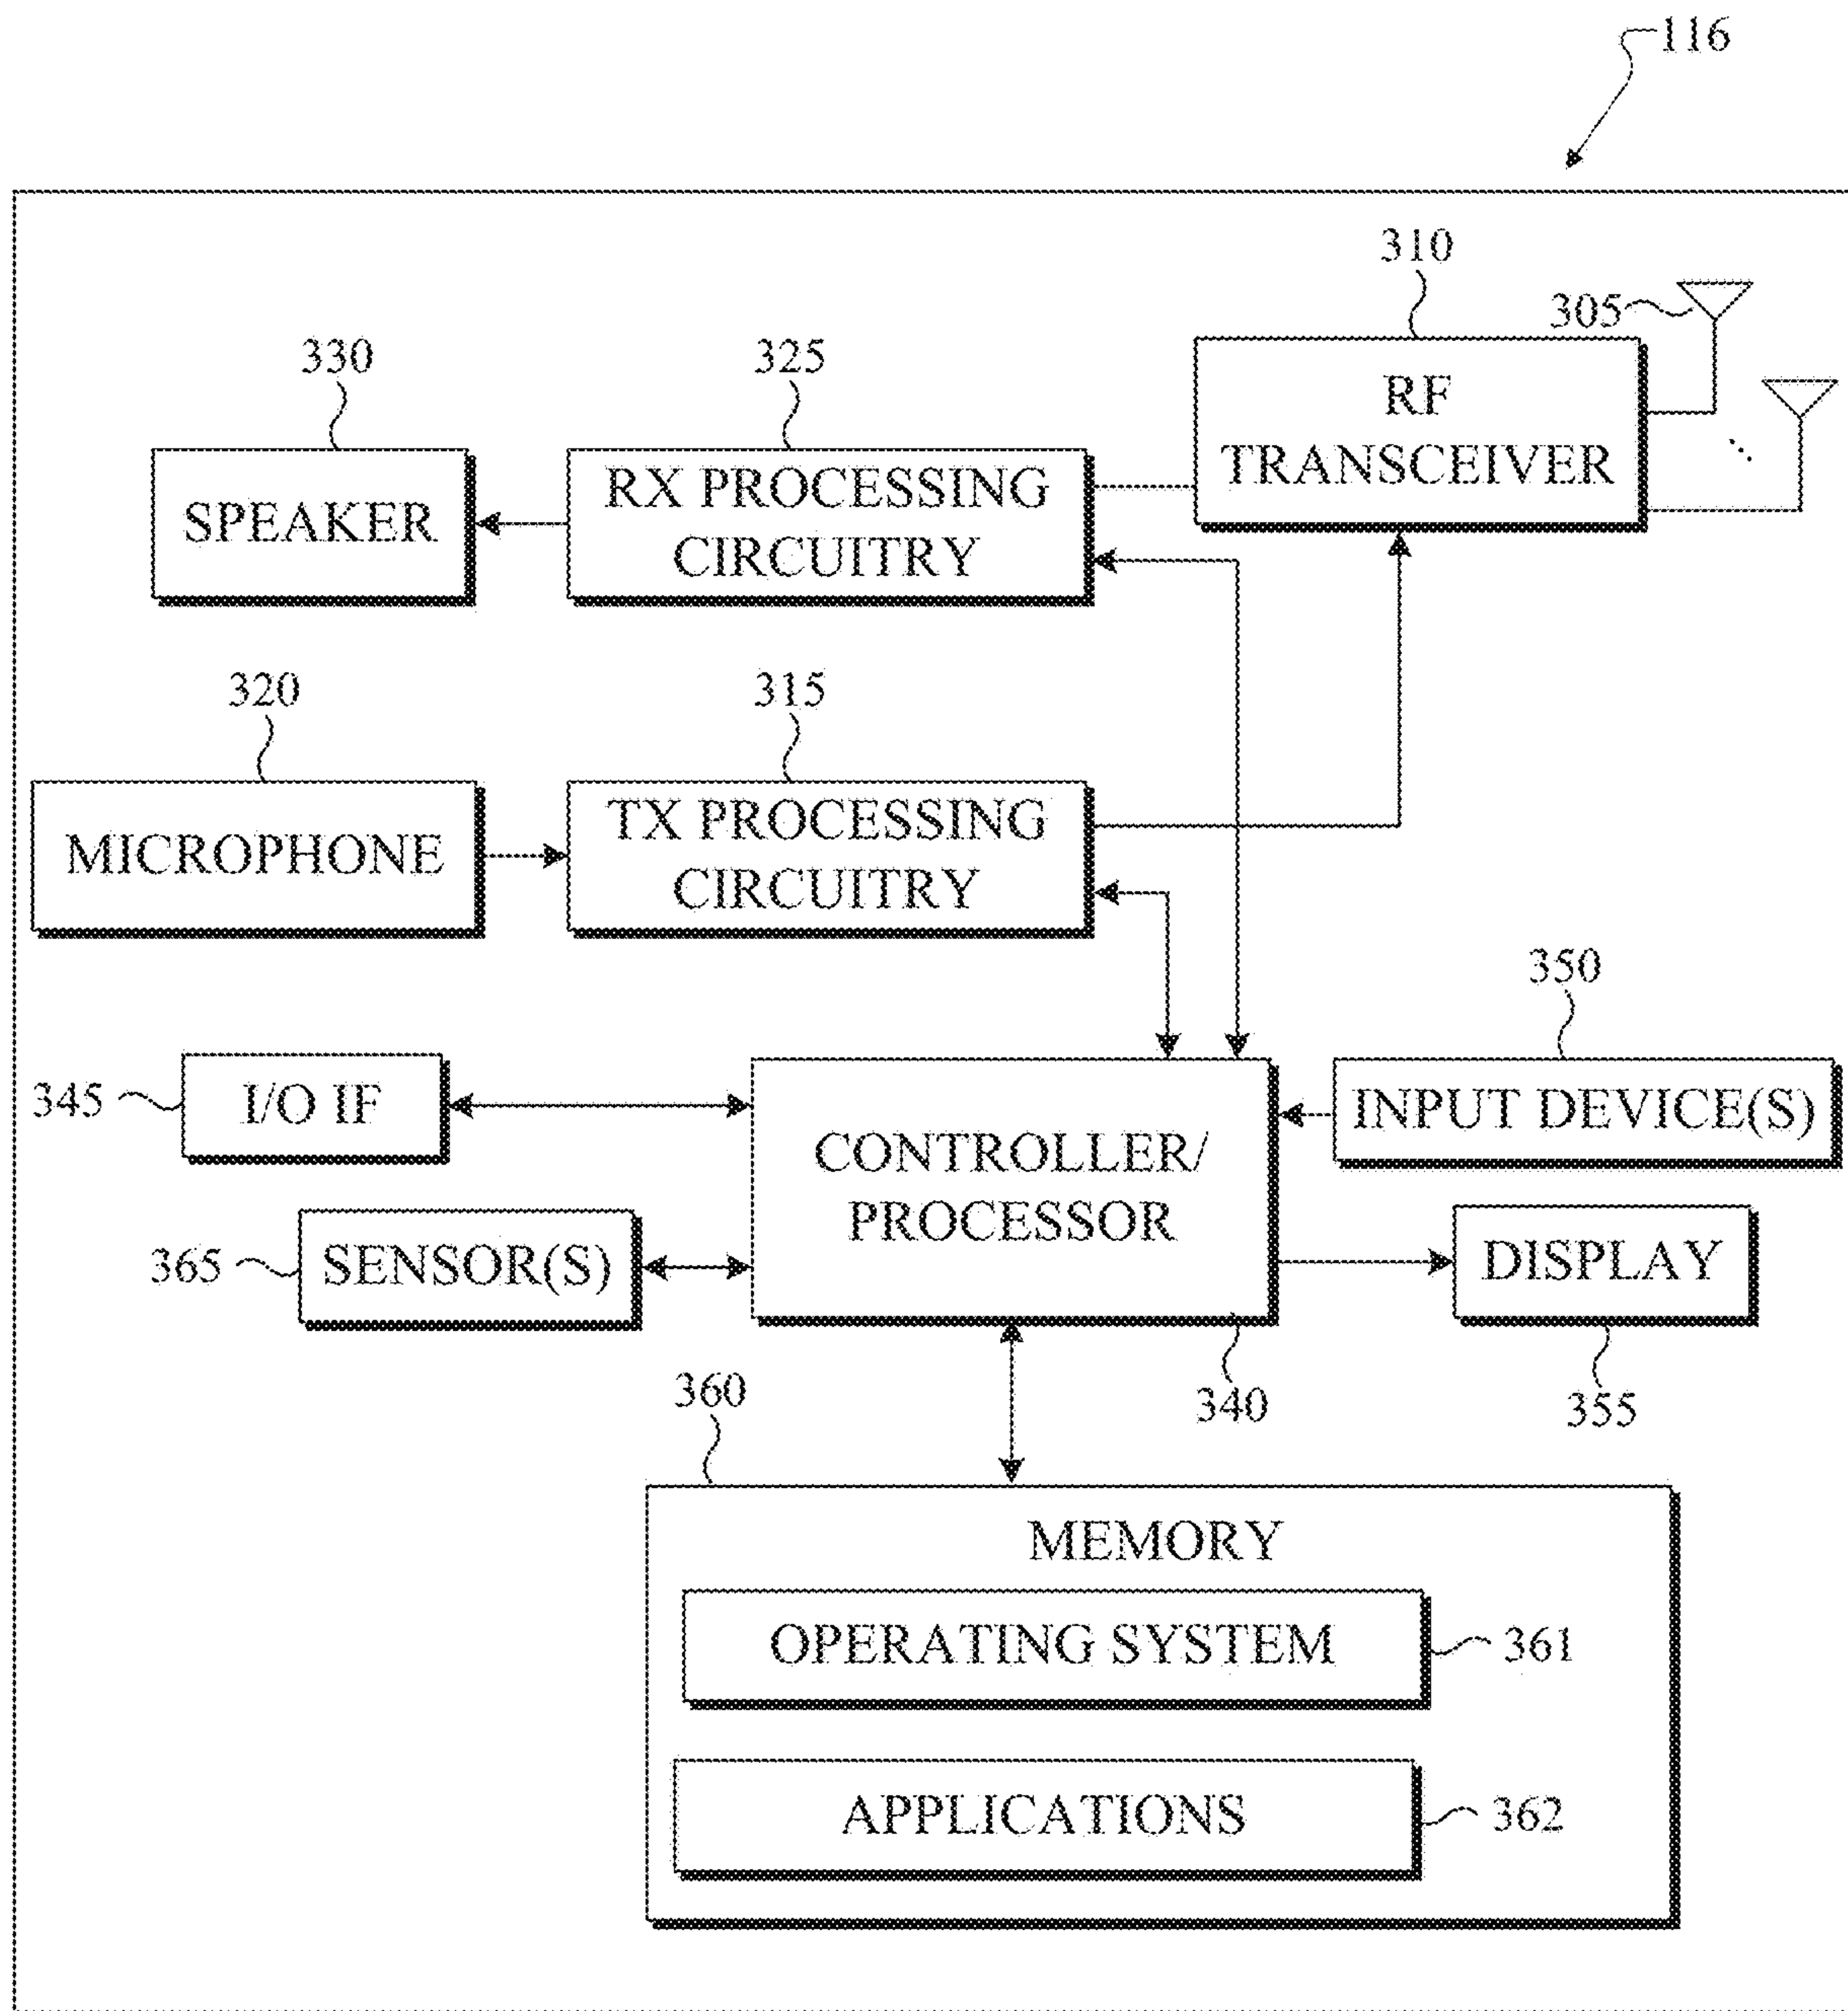 116
310
305
330
325
RF
TRANSCEIVER
SPEAKER
RX PROCESSING
CIRCUITRY
320
315
MICROPHONE
TX PROCESSING
CIRCUITRY
350
345
I/O IF
INPUT DEVICE(S)
CONTROLLER/
PROCESSOR
365
SENSOR(S)
DISPLAY
360
340
355
MEMORY
OPERATING SYSTEM
361
APPLICATIONS
362